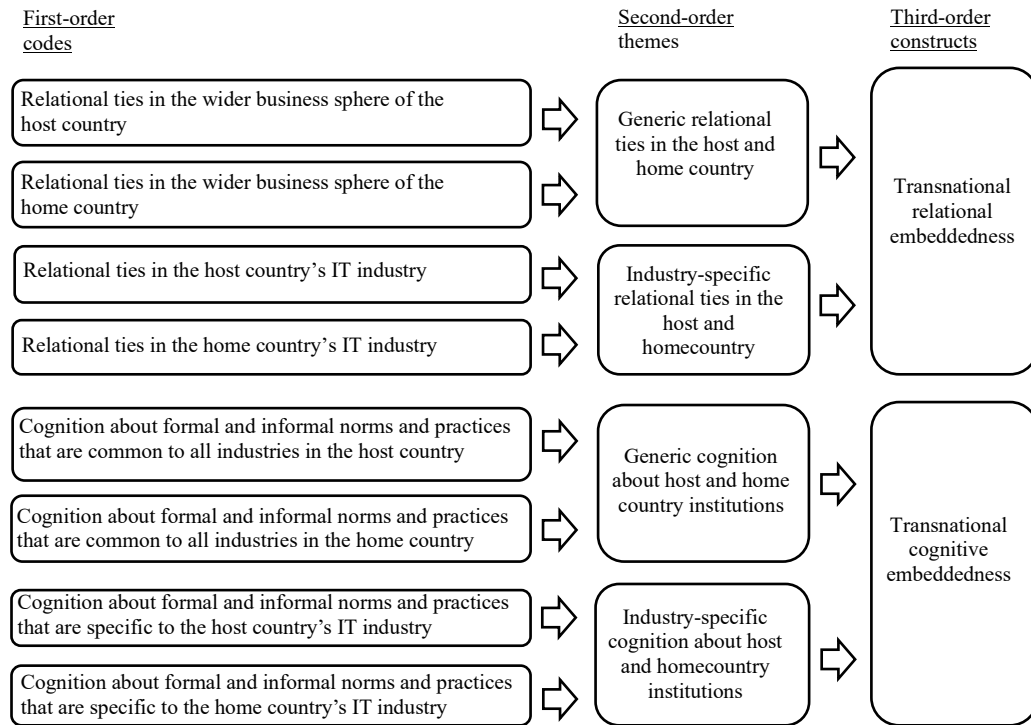 First-order
codes
Second-order
themes
Third-order
constructs
Relational ties in the wider business sphere of the
host country
Relational ties in the wider business sphere of the
home country
Generic relational
ties in the host and
home country
Relational ties in the host country’s IT industry
Relational ties in the home country’s IT industry
Industry-specific
relational ties in the
host and
homecountry
Transnational
relational
embeddedness
Cognition about formal and informal norms and practices
that are common to all industries in the host country
Cognition about formal and informal norms and practices
that are common to all industries in the home country
Generic cognition
about host and home
country institutions
Cognition about formal and informal norms and practices
that are specific to the host country’s IT industry
Cognition about formal and informal norms and practices
that are specific to the home country’s IT industry
Industry-specific
cognition about host
and homecountry
institutions
Transnational
cognitive
embeddedness